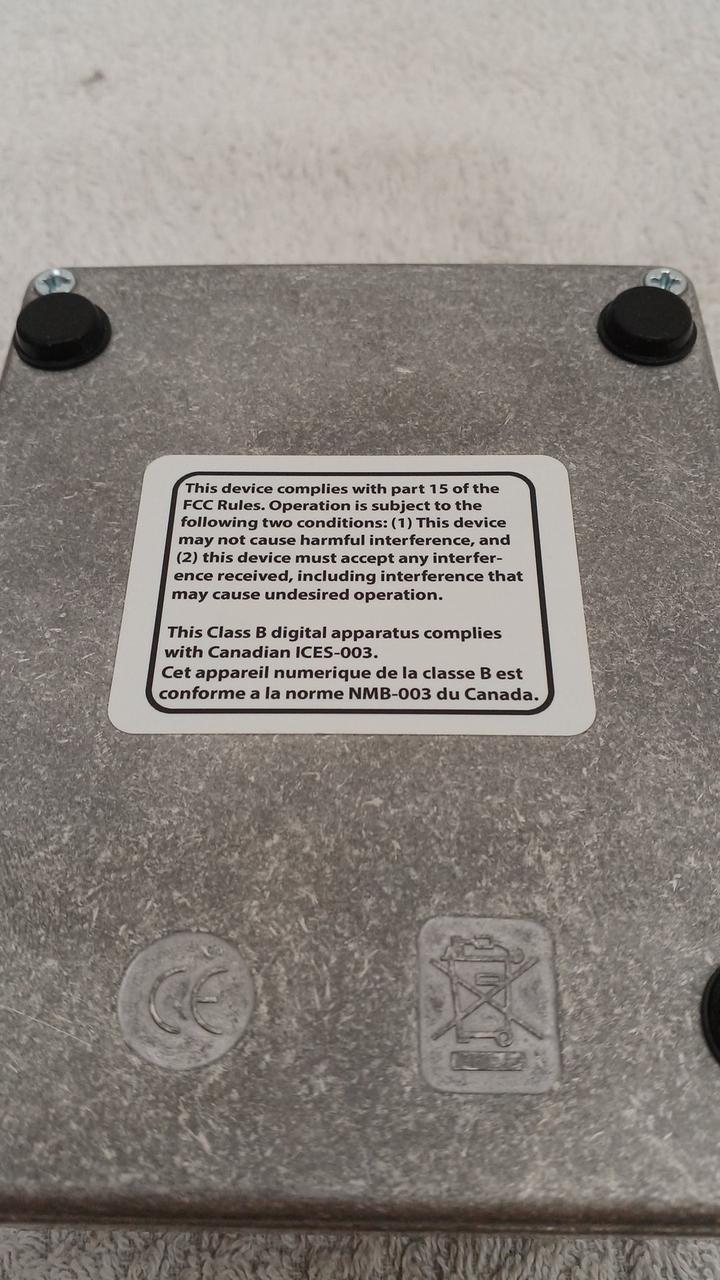 This device complies with part 15 of the
FCC Rules. Operation is subject to the
following two conditions: (1) This device
may not cause harmful interference, and
(2) this device must accept any interfer-
ence received, including interference that
may cause undesired operation.
This Class B digital apparatus complies
with Canadian ICES-003.
Cet appareil numerique de la classe B est
conforme a la norme NMB-003 du Canada.
CE